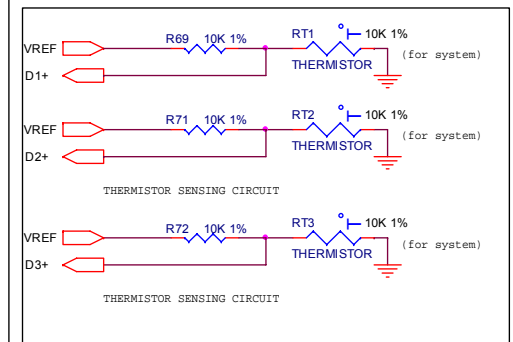 R69 10K 1% RT1 10K 1%
VREF (for system)
D1+ THERMISTOR
R71 10K 1% RT2 10K 1%
VREF (for system)
D2+ THERMISTOR
THERMISTOR SENSING CIRCUIT
R72 10K 1% RT3 10K 1%
VREF (for system)
D3+ THERMISTOR
THERMISTOR SENSING CIRCUIT